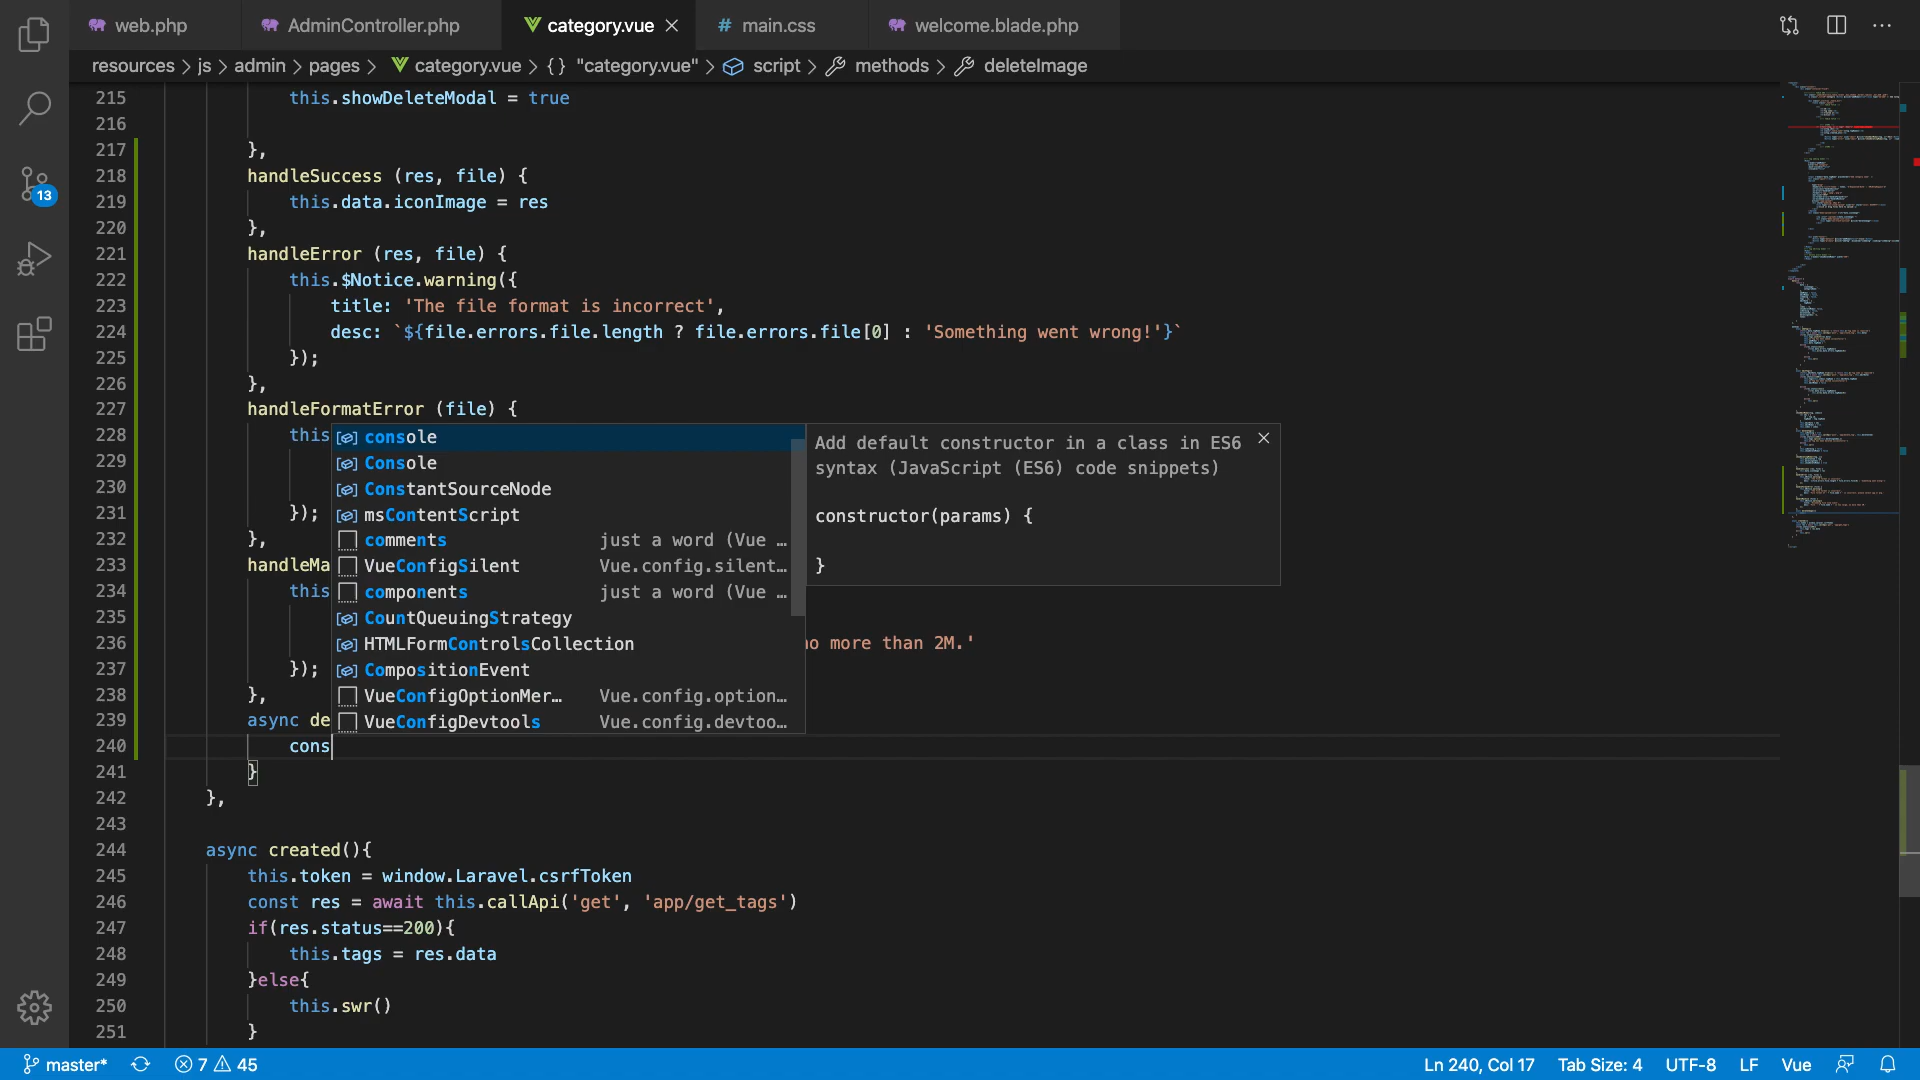 web.php
AdminController.php
category.vue
# main.css
welcome.blade.php
resources > js > admin > pages > category.vue > {} "category.vue" > script > methods > deleteImage
215 this.showDeleteModal = true
216
217 },
218 handleSuccess (res, file) {
219 this.data.iconImage = res
220 },
221 handleError (res, file) {
222 this.$Notice.warning({
223 title: 'The file format is incorrect',
224 desc: `${file.errors.file.length ? file.errors.file[0] : 'Something went wrong!'}`
225 });
226 },
227 handleFormatError (file) {
228 this
229
230
231 });
232 },
233 handleMa
234 this
235
236 no more than 2M.'
237 });
238 },
239 async de
240 cons
241 }
242 },
243
244 async created(){
245 this.token = window.Laravel.csrfToken
246 const res = await this.callApi('get', 'app/get_tags')
247 if(res.status==200){
248 this.tags = res.data
249 }else{
250 this.swr()
251 }
console
Console
ConstantSourceNode
msContentScript
comments just a word (Vue …
VueConfigSilent Vue.config.silent…
components just a word (Vue …
CountQueuingStrategy
HTMLFormControlsCollection
CompositionEvent
VueConfigOptionMer… Vue.config.option…
VueConfigDevtools Vue.config.devtoo…
Add default constructor in a class in ES6
syntax (JavaScript (ES6) code snippets)
constructor(params) {
}
13
master*
7
45
Ln 240, Col 17
Tab Size: 4
UTF-8
LF
Vue